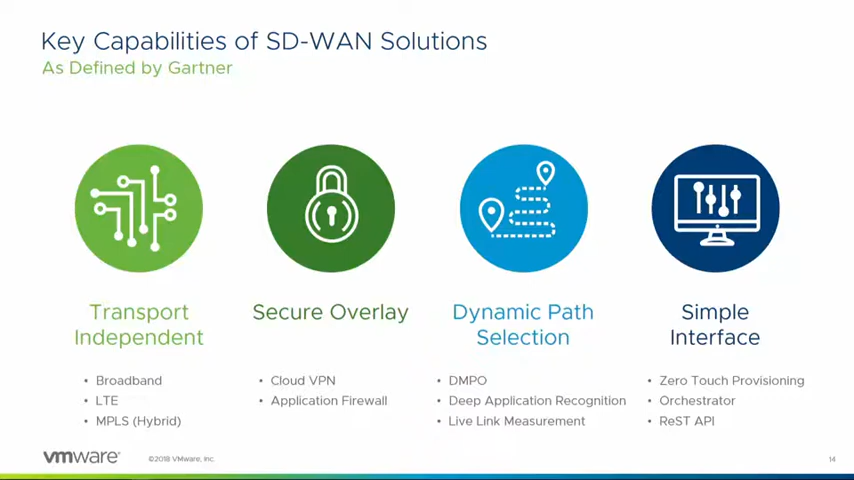 Key Capabilities of SD-WAN Solutions
As Defined by Gartner
Transport
Independent
• Broadband
• LTE
• MPLS (Hybrid)
Secure Overlay
• Cloud VPN
• Application Firewall
Dynamic Path
Selection
• DMPO
• Deep Application Recognition
• Live Link Measurement
Simple
Interface
• Zero Touch Provisioning
• Orchestrator
• ReST API
vmware®
©2018 VMware, Inc.
14